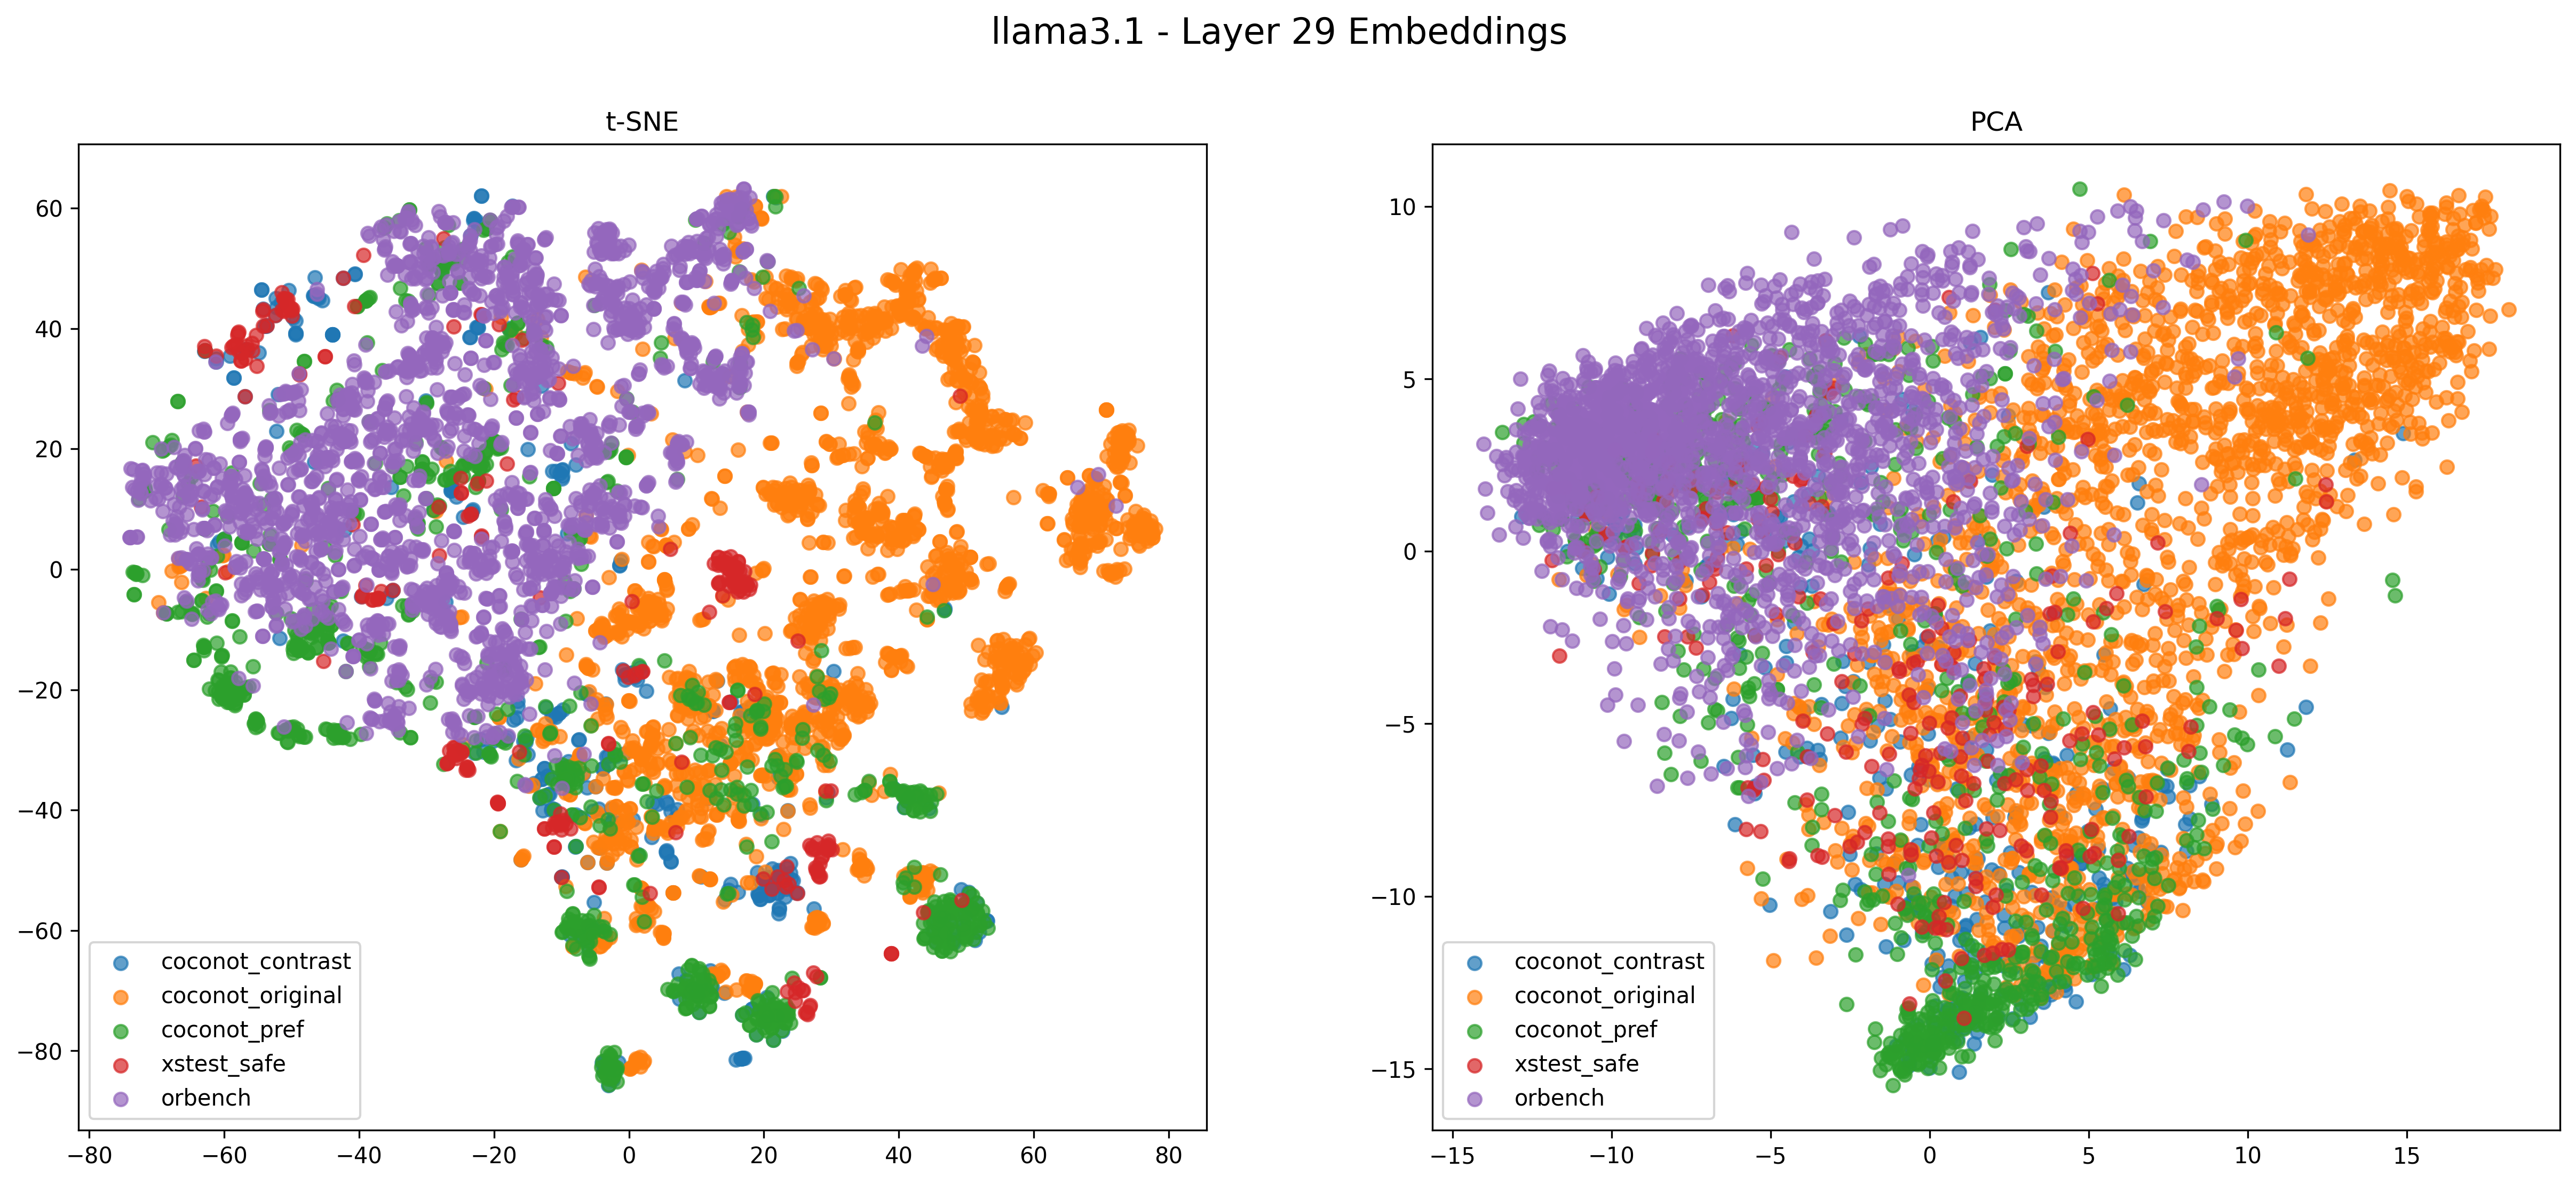 llama3.1 - Layer 29 Embeddings
t-SNE
60
40
20
0
−20
−40
−60
−80
−80 −60 −40 −20 0 20 40 60 80
coconot_contrast
coconot_original
coconot_pref
xstest_safe
orbench
PCA
10
5
0
−5
−10
−15
−15 −10 −5 0 5 10 15
coconot_contrast
coconot_original
coconot_pref
xstest_safe
orbench